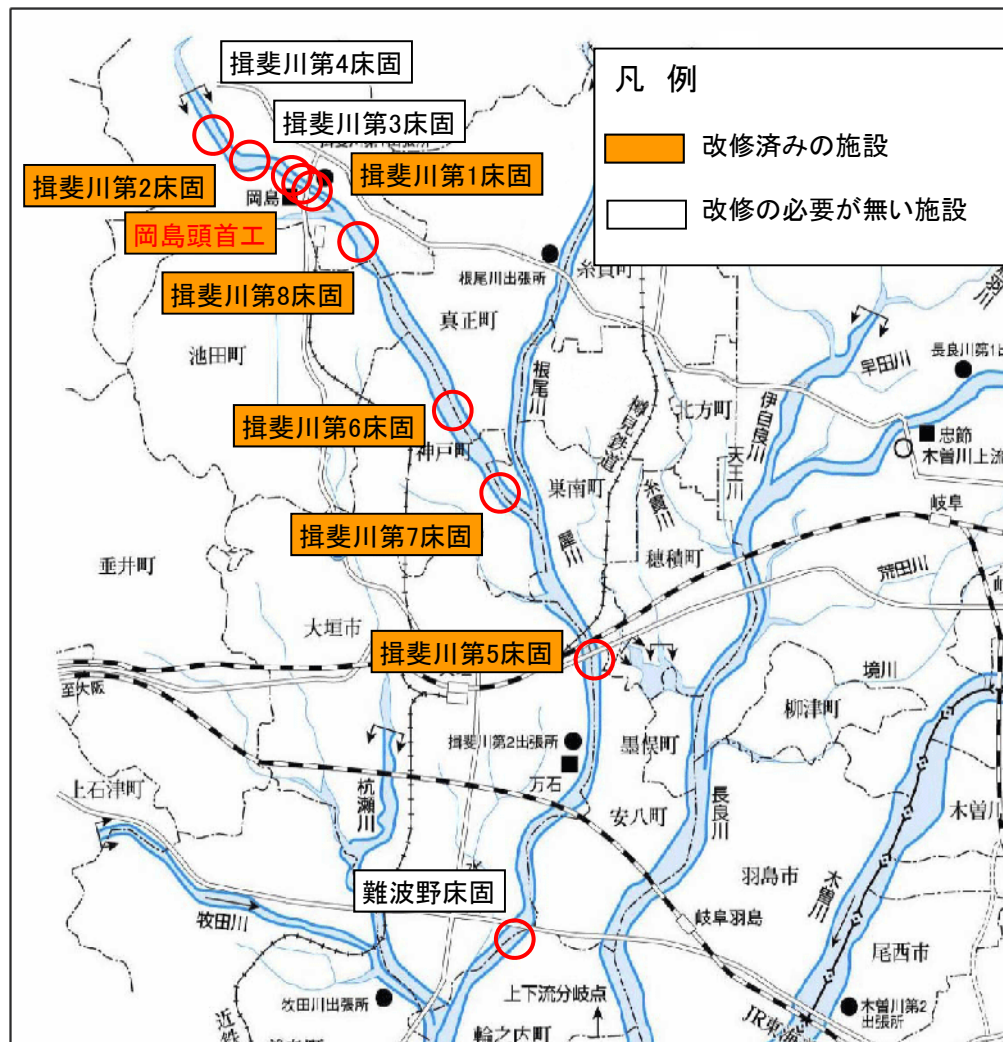 揖斐川第4床固
揖斐川第3床固
揖斐川第2床固
揖斐川第1床固
岡島
岡島頭首工
揖斐川第8床固
凡 例
改修済みの施設
改修の必要が無い施設
根尾川出張所
糸貫町
真正町
池田町
根尾川
樽見鉄道
北方町
伊自良川
早田川
忠節
木曽川上流
揖斐川第6床固
神戸町
巣南町
糸貫川
天王川
岐阜
揖斐川第7床固
犀川
穂積町
荒田川
垂井町
大垣市
揖斐川第5床固
至大阪
境川
柳津町
揖斐川第2出張所
万石
墨俣町
上石津町
杭瀬川
安八町
長良川
木曽川
羽島市
木曽川
難波野床固
牧田川
岐阜羽島
尾西市
牧田川出張所
上下流分岐点
木曽川第2
出張所
近鉄
輪之内町
JR東海